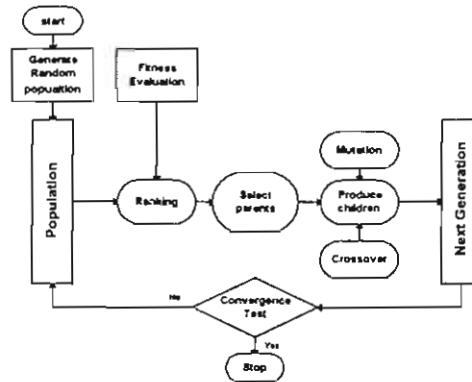 start
Generate
Random
popualtion
Fitness
Evaluation
Population
Ranking
Select
parents
Mutation
Produce
children
Crossover
Next Generation
No
Convergence
Test
Yes
Stop